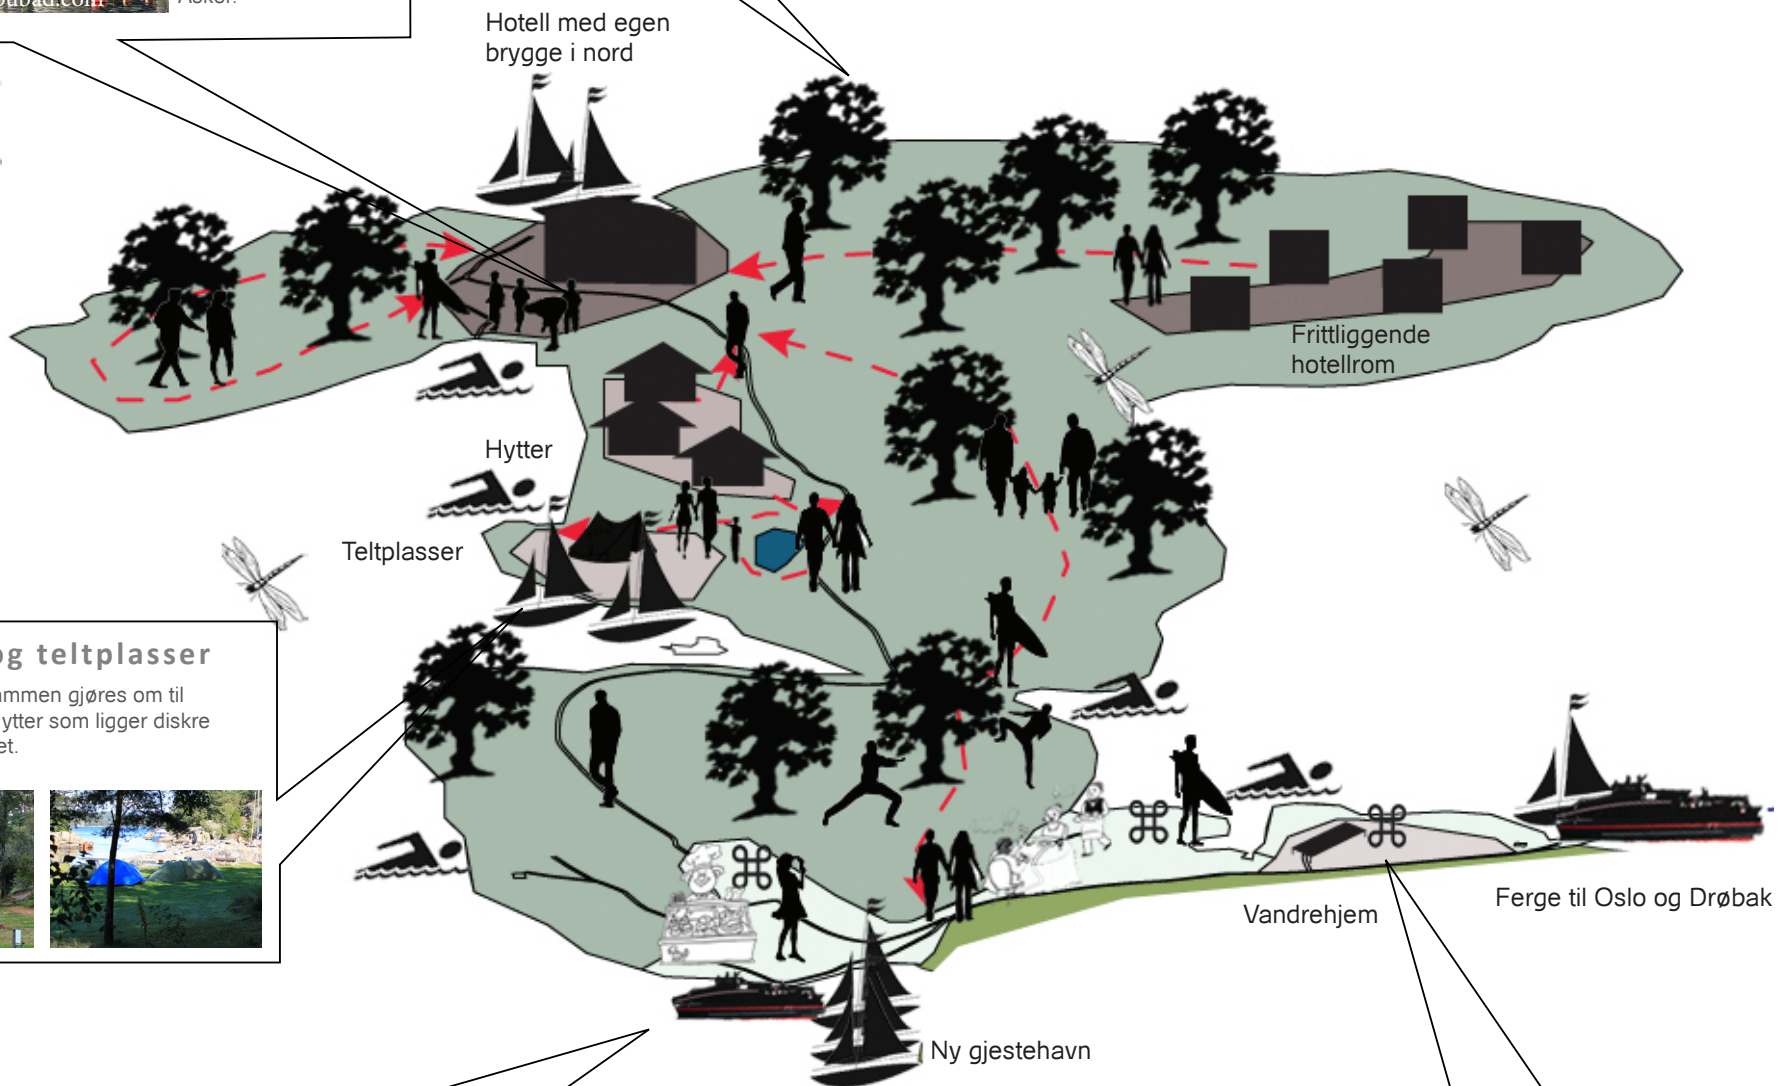 Hotell med egen
brygge i nord
Frittliggende
hotellrom
Hytter
Teltplasser
og teltplasser
ammen gjøres om til
ytter som ligger diskre
et.
Vandrehjem
Ferge til Oslo og Drøbak
Ny gjestehavn